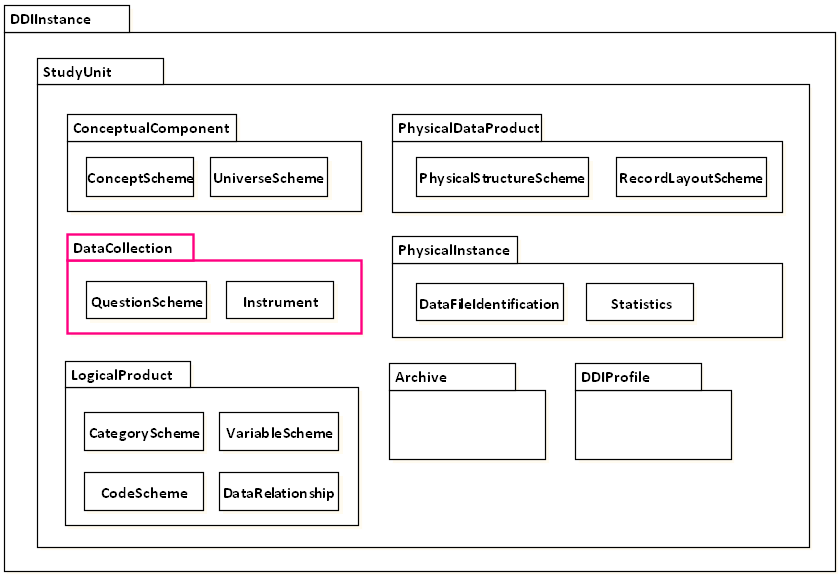 DDIInstance
StudyUnit
ConceptualComponent
ConceptScheme
UniverseScheme
PhysicalDataProduct
PhysicalStructureScheme
RecordLayoutScheme
DataCollection
QuestionScheme
Instrument
PhysicalInstance
DataFileIdentification
Statistics
LogicalProduct
CategoryScheme
VariableScheme
CodeScheme
DataRelationship
Archive
DDIProfile